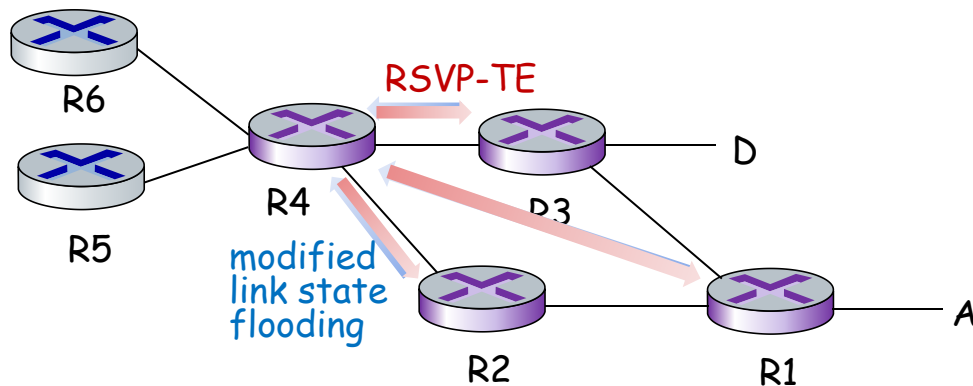 RSVP-TE
R6
D
R4
R3
R5
modified
link state
flooding
A
R2
R1